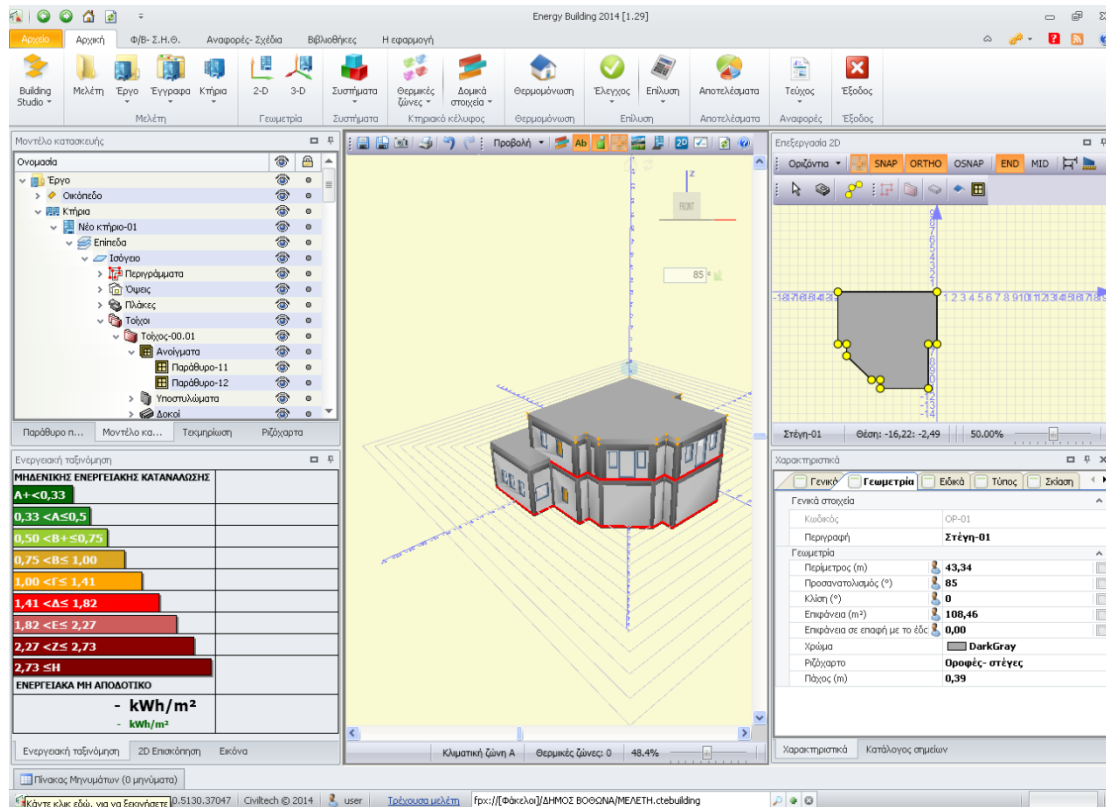 Energy Building 2014 [1.29]
Αρχείο Αρχική Φ/Β- Σ.Η.Θ. Αναφορές- Σχέδια Βιβλιοθήκες Η εφαρμογή
Building Studio Μελέτη Έργο Έγγραφα Κτήρια 2-D 3-D Συστήματα Θερμικές ζώνες Δομικά στοιχεία Θερμομόνωση Έλεγχος Επίλυση Αποτελέσματα Τεύχος Έξοδος
Μελέτη Γεωμετρία Συστήματα Κτηριακό κέλυφος Θερμομόνωση Επίλυση Αποτελέσματα Αναφορές Έξοδος
Μοντέλο κατασκευής
Ονομασία
Έργο
Οικόπεδο
Κτήρια
Νέο κτήριο-01
Επίπεδα
Ισόγειο
Περιγράμματα
Όψεις
Πλάκες
Τοίχοι
Τοίχος-00.01
Ανοίγματα
Παράθυρο-11
Παράθυρο-12
Υποστυλώματα
Δοκοί
Παράθυρο π... Μοντέλο κα... Τεκμηρίωση Ριζόχαρτα
Ενεργειακή ταξινόμηση
ΜΗΔΕΝΙΚΗΣ ΕΝΕΡΓΕΙΑΚΗΣ ΚΑΤΑΝΑΛΩΣΗΣ
A+<0,33
0,33 <A≤0,5
0,50 <B+≤0,75
0,75 <B≤ 1,00
1,00 <Γ≤ 1,41
1,41 <Δ≤ 1,82
1,82 <Ε≤ 2,27
2,27 <Ζ≤ 2,73
2,73 ≤Η
ΕΝΕΡΓΕΙΑΚΑ ΜΗ ΑΠΟΔΟΤΙΚΟ
- kWh/m²
- kWh/m²
Ενεργειακή ταξινόμηση 2D Επισκόπηση Εικόνα
Προβολή Ab 2D
Z
FRONT
85 °
Κλιματική ζώνη A Θερμικές ζώνες: 0 48.4%
Επεξεργασία 2D
Οριζόντια SNAP ORTHO OSNAP END MID
Στέγη-01 Θέση: -16,22: -2,49 50.00%
Χαρακτηριστικά
Γενικά Γεωμετρία Ειδικά Τύπος Σκίαση
Γενικά στοιχεία
Κωδικός OP-01
Περιγραφή Στέγη-01
Γεωμετρία
Περίμετρος (m) 43,34
Προσανατολισμός (°) 85
Κλίση (°) 0
Επιφάνεια (m²) 108,46
Επιφάνεια σε επαφή με το έδο 0,00
Χρώμα DarkGray
Ριζόχαρτο Οροφές- στέγες
Πάχος (m) 0,39
Χαρακτηριστικά Κατάλογος σημείων
Πίνακας Μηνυμάτων (0 μηνύματα)
Κάντε κλικ εδώ, για να ξεκινήσετε 0.5130.37047 Civiltech © 2014 user Τρέχουσα μελέτη fpx://[Φάκελοι]/ΔΗΜΟΣ ΒΟΘΩΝΑ/ΜΕΛΕΤΗ.ctebuilding